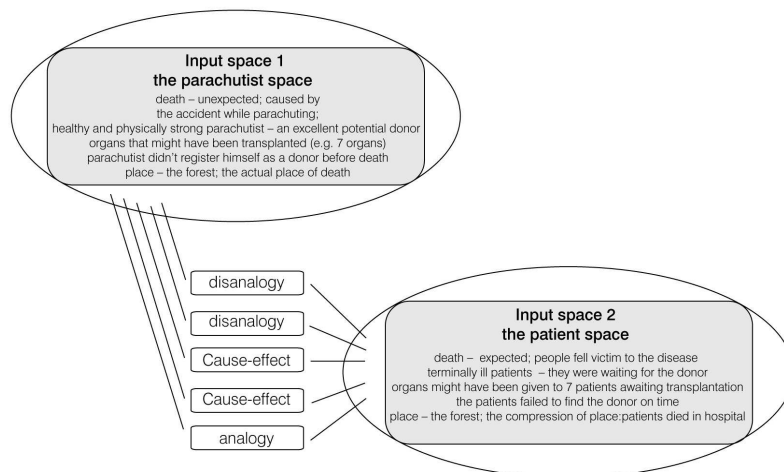 Input space 1
the parachutist space
death – unexpected; caused by
the accident while parachuting;
healthy and physically strong parachutist – an excellent potential donor
organs that might have been transplanted (e.g. 7 organs)
parachutist didn't register himself as a donor before death
place – the forest; the actual place of death
disanalogy
disanalogy
Cause-effect
Cause-effect
analogy
Input space 2
the patient space
death – expected; people fell victim to the disease
terminally ill patients – they were waiting for the donor
organs might have been given to 7 patients awaiting transplantation
the patients failed to find the donor on time
place – the forest; the compression of place:patients died in hospital